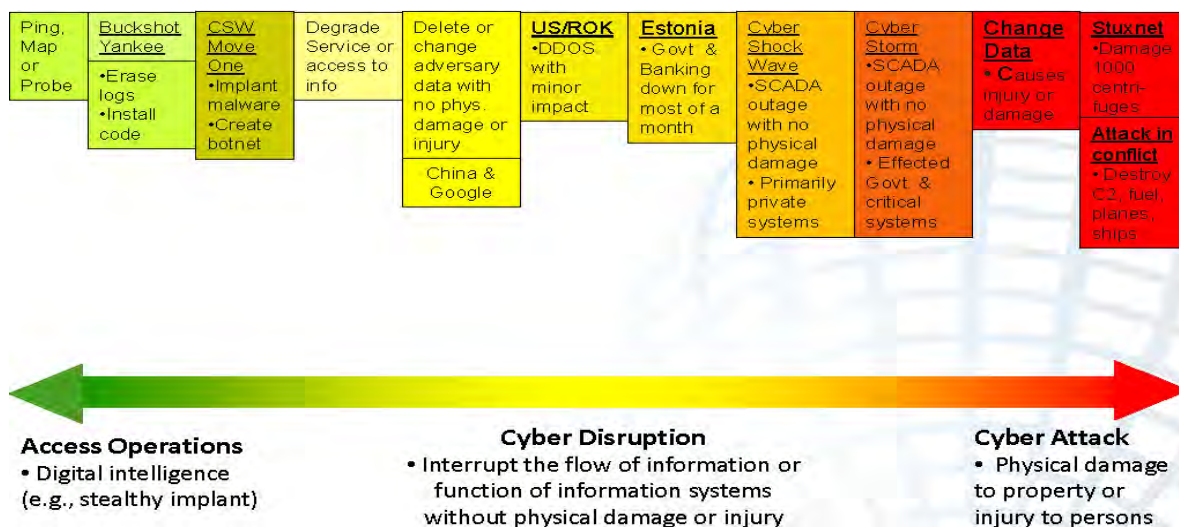 Ping,
Map
or
Probe
Buckshot
Yankee
•Erase
logs
•Install
code
CSW
Move
One
•Implant
malware
•Create
botnet
Degrade
Service or
access to
info
Delete or
change
adversary
data with
no phys.
damage or
injury
China &
Google
US/ROK
•DDOS
with
minor
impact
Estonia
• Govt &
Banking
down for
most of a
month
Cyber
Shock
Wave
•SCADA
outage
with no
physical
damage
• Primarily
private
systems
Cyber
Storm
•SCADA
outage
with no
physical
damage
• Effected
Govt &
critical
systems
Change
Data
• Causes
injury or
damage
Stuxnet
• Damage
1000
centri-
fuges
Attack in
conflict
• Destroy
C2, fuel,
planes,
ships
Access Operations
• Digital intelligence
(e.g., stealthy implant)
Cyber Disruption
• Interrupt the flow of information or
function of information systems
without physical damage or injury
Cyber Attack
• Physical damage
to property or
injury to persons